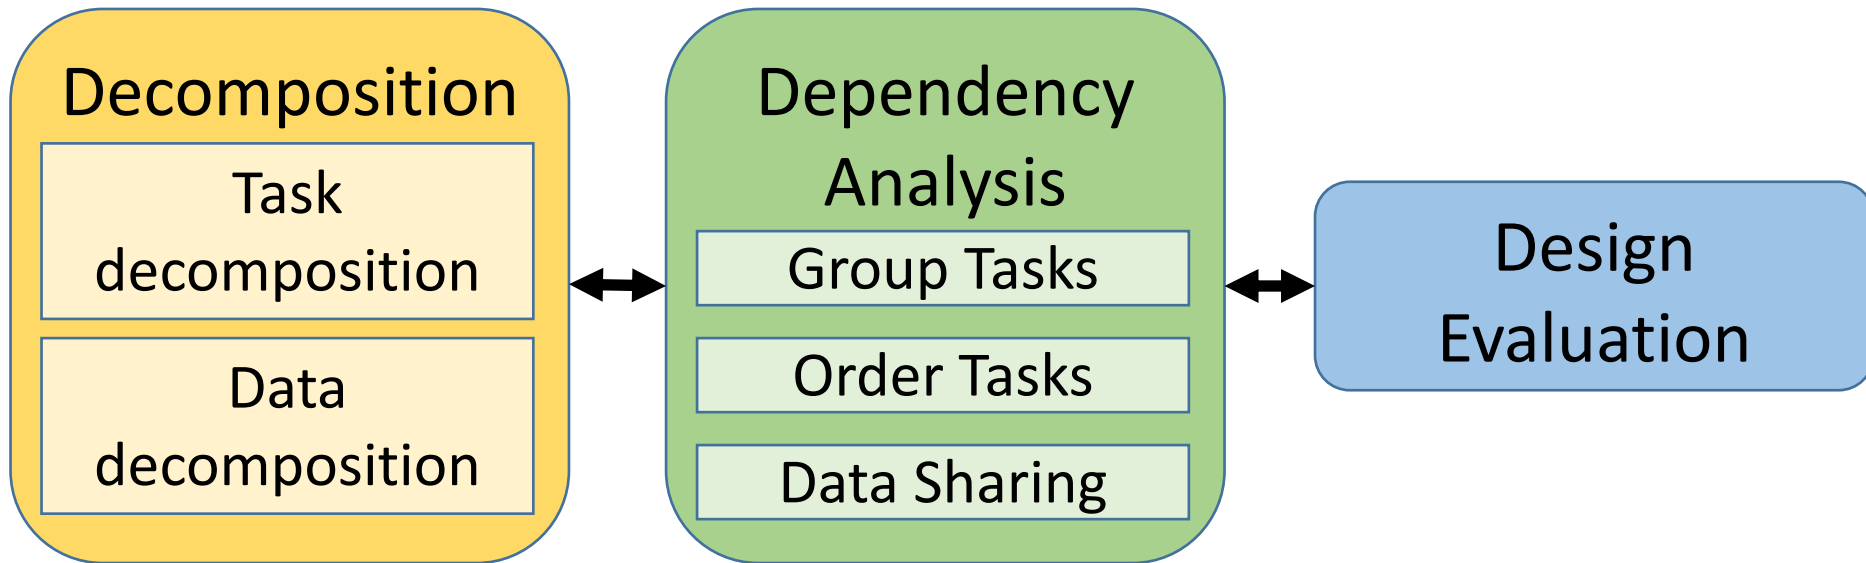 Decomposition
Task
decomposition
Data
decomposition
Dependency
Analysis
Group Tasks
Order Tasks
Data Sharing
Design
Evaluation